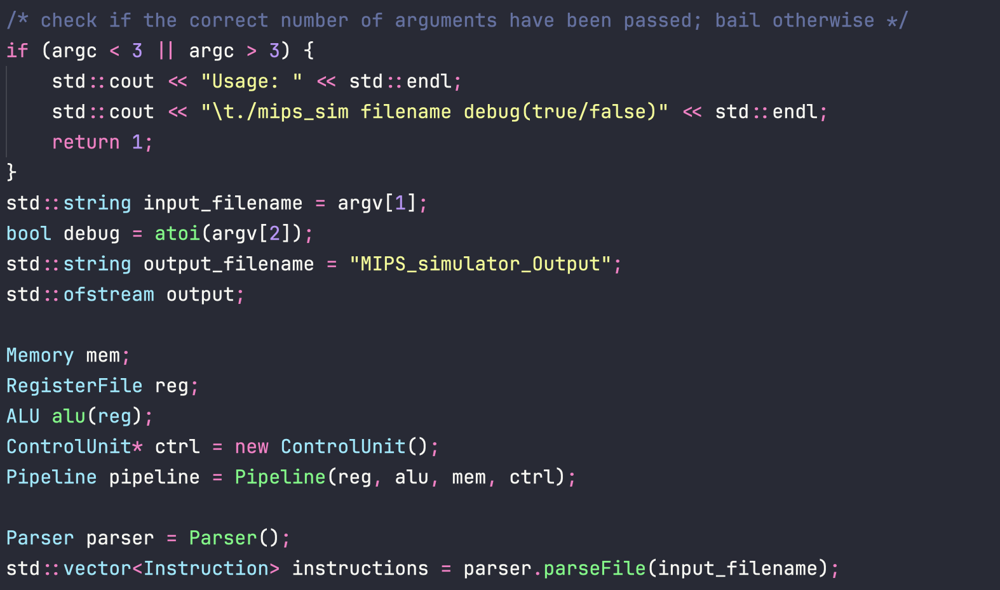 /* check if the correct number of arguments have been passed; bail otherwise */
if (argc < 3 || argc > 3) {
    std::cout << "Usage: " << std::endl;
    std::cout << "\t./mips_sim filename debug(true/false)" << std::endl;
    return 1;
}
std::string input_filename = argv[1];
bool debug = atoi(argv[2]);
std::string output_filename = "MIPS_simulator_Output";
std::ofstream output;

Memory mem;
RegisterFile reg;
ALU alu(reg);
ControlUnit* ctrl = new ControlUnit();
Pipeline pipeline = Pipeline(reg, alu, mem, ctrl);

Parser parser = Parser();
std::vector<Instruction> instructions = parser.parseFile(input_filename);